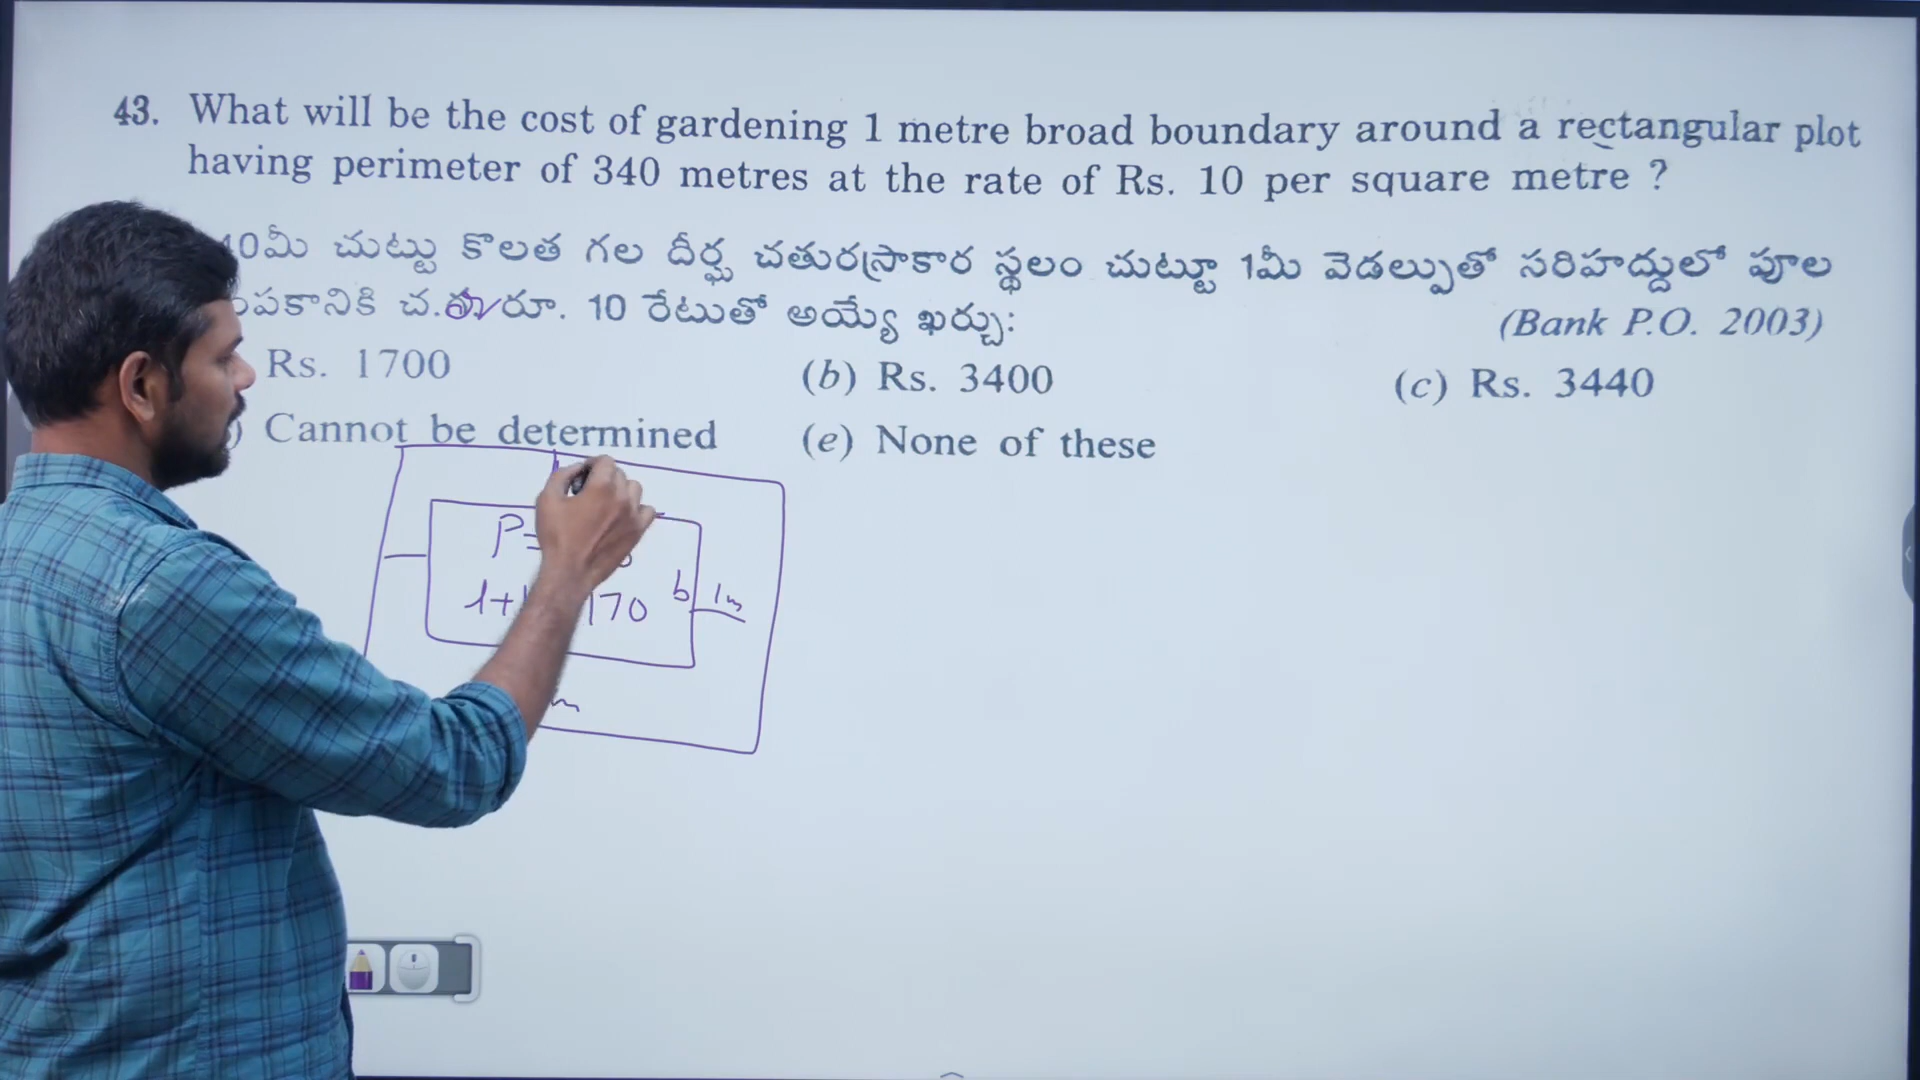 43. What will be the cost of gardening 1 metre broad boundary around a rectangular plot
having perimeter of 340 metres at the rate of Rs. 10 per square metre ?
40మీ చుట్టు కొలత గల దీర్ఘ చతురస్రాకార స్థలం చుట్టూ 1మీ వెడల్పుతో సరిహద్దులో పూల
పకానికి చ. రూ. 10 రేటుతో అయ్యే ఖర్చు:
(Bank P.O. 2003)
Rs. 1700 (b) Rs. 3400 (c) Rs. 3440
) Cannot be determined (e) None of these
P=
l+ 170
b 1m
m